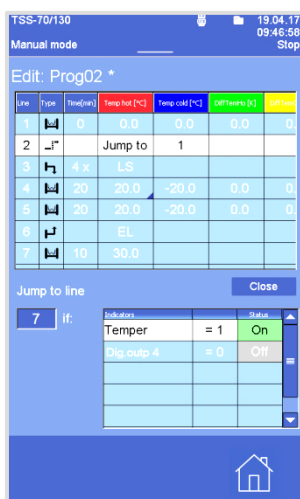 TSS-70/130 19.04.17
09:46:58
Manual mode Stop
Edit: Prog02 *
Line Type Time[min] Temp hot [°C] Temp cold [°C] DiffTemino [K]
1 0 0.0 0.0 0.0 0
2 Jump to 1
3 4 x LS
4 20 20.0 -20.0 0.0 0
5 20 20.0 -20.0 0.0 0
6 EL
7 10 30.0
Jump to line Close
7 if: Indicators Status
Temper = 1 On
Dig.outp 4 = 0 Off